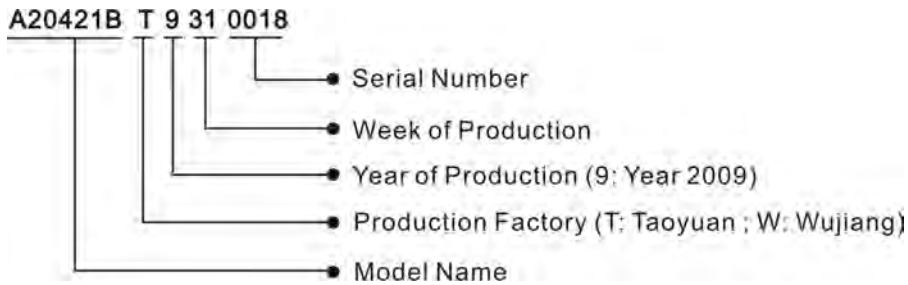 A20421B T 9 31 0018
Serial Number
Week of Production
Year of Production (9: Year 2009)
Production Factory (T: Taoyuan ; W: Wujiang)
Model Name